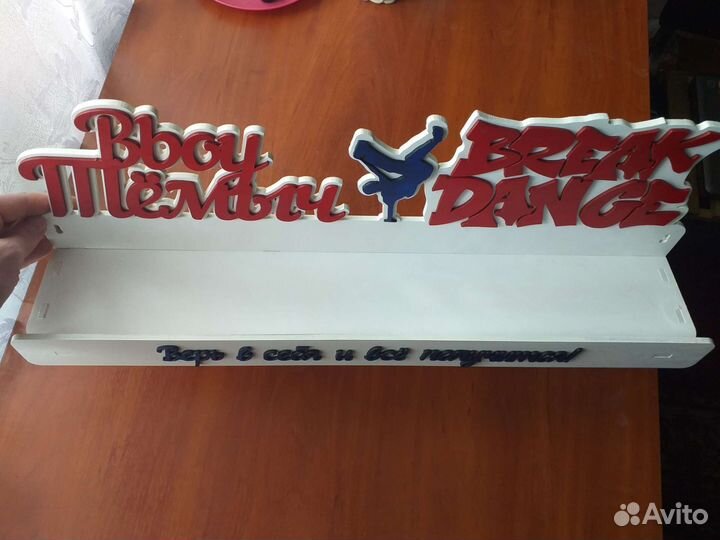 Bboy
Тёмыч
BREAK
DANCE
Верь в себя и всё получится!
Avito